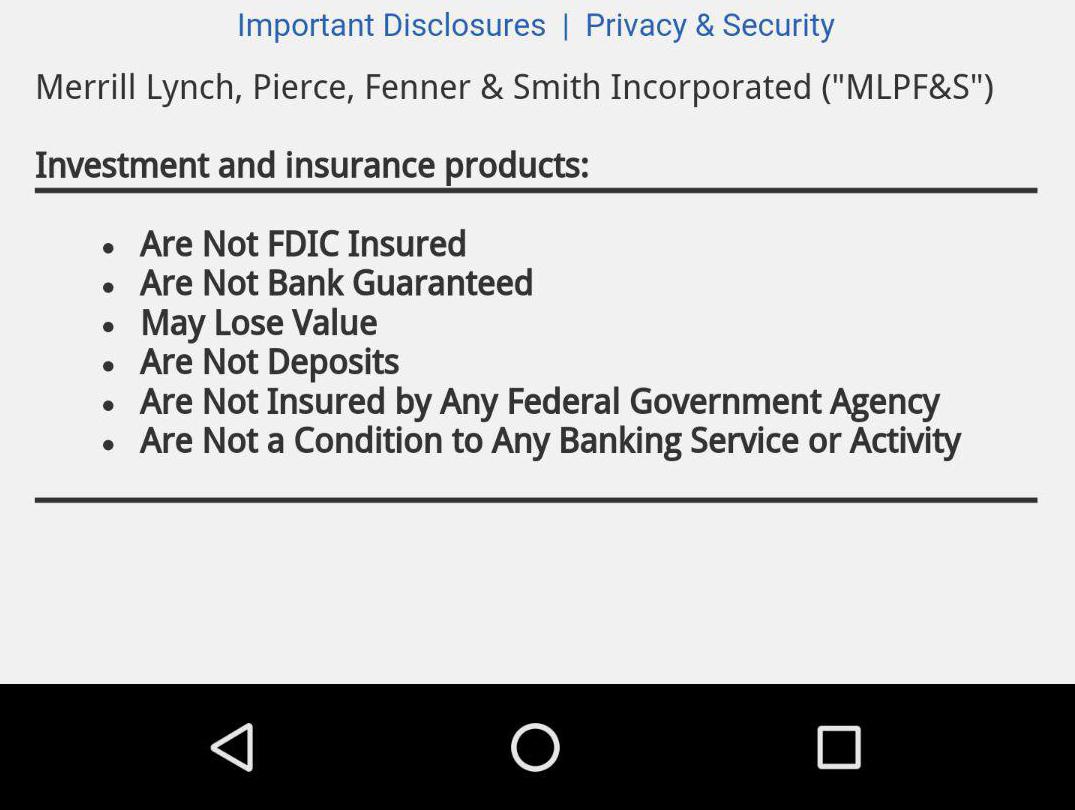 Important Disclosures | Privacy & Security
Merrill Lynch, Pierce, Fenner & Smith Incorporated ("MLPF&S")
Investment and insurance products:
• Are Not FDIC Insured
• Are Not Bank Guaranteed
• May Lose Value
• Are Not Deposits
• Are Not Insured by Any Federal Government Agency
• Are Not a Condition to Any Banking Service or Activity